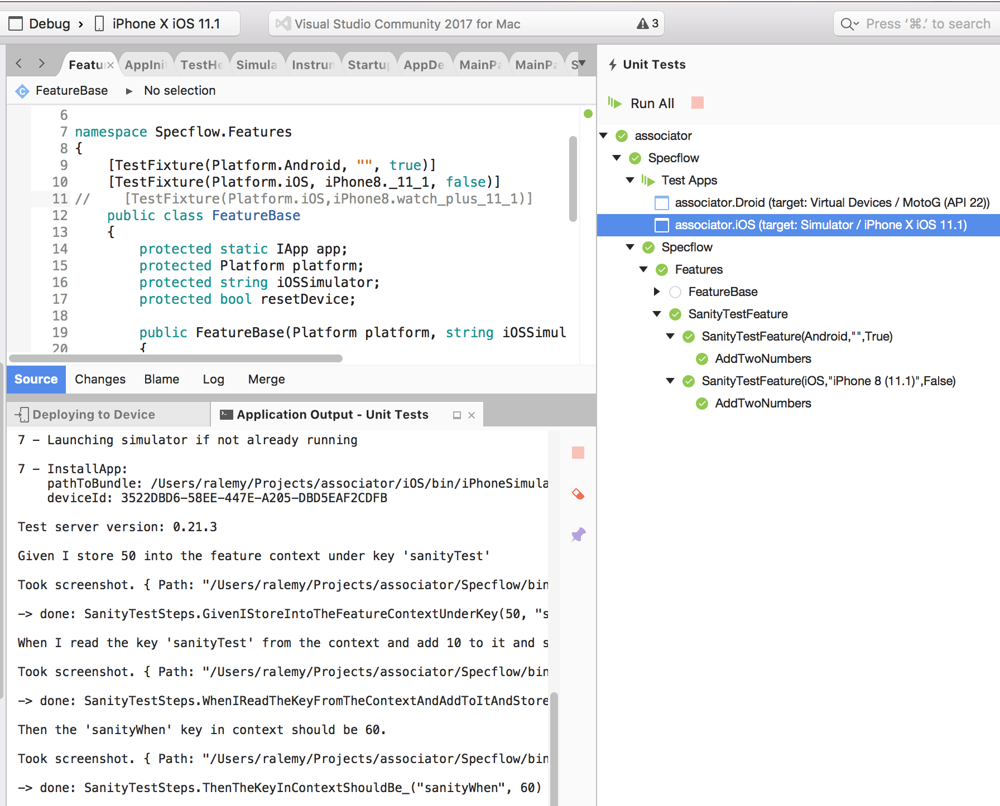 Debug › iPhone X iOS 11.1
Visual Studio Community 2017 for Mac
3
Press ‘⌘.’ to search
Featu AppIni TestHe Simula Instrun Startu AppDe MainPa MainPa S
FeatureBase ▸ No selection
6
7 namespace Specflow.Features
8 {
9 [TestFixture(Platform.Android, "", true)]
10 [TestFixture(Platform.iOS, iPhone8._11_1, false)]
11 // [TestFixture(Platform.iOS,iPhone8.watch_plus_11_1)]
12 public class FeatureBase
13 {
14 protected static IApp app;
15 protected Platform platform;
16 protected string iOSSimulator;
17 protected bool resetDevice;
18
19 public FeatureBase(Platform platform, string iOSSimul
20 {
Source Changes Blame Log Merge
Deploying to Device
Application Output - Unit Tests
7 – Launching simulator if not already running
7 – InstallApp:
pathToBundle: /Users/ralemy/Projects/associator/iOS/bin/iPhoneSimula
deviceId: 3522DBD6-58EE-447E-A205-DBD5EAF2CDFB
Test server version: 0.21.3
Given I store 50 into the feature context under key 'sanityTest'
Took screenshot. { Path: "/Users/ralemy/Projects/associator/Specflow/bin
-> done: SanityTestSteps.GivenIStoreIntoTheFeatureContextUnderKey(50, "s
When I read the key 'sanityTest' from the context and add 10 to it and s
Took screenshot. { Path: "/Users/ralemy/Projects/associator/Specflow/bin
-> done: SanityTestSteps.WhenIReadTheKeyFromTheContextAndAddToItAndStore
Then the 'sanityWhen' key in context should be 60.
Took screenshot. { Path: "/Users/ralemy/Projects/associator/Specflow/bin
-> done: SanityTestSteps.ThenTheKeyInContextShouldBe_("sanityWhen", 60)
Unit Tests
Run All
associator
Specflow
Test Apps
associator.Droid (target: Virtual Devices / MotoG (API 22))
associator.iOS (target: Simulator / iPhone X iOS 11.1)
Specflow
Features
FeatureBase
SanityTestFeature
SanityTestFeature(Android,"",True)
AddTwoNumbers
SanityTestFeature(iOS,"iPhone 8 (11.1)",False)
AddTwoNumbers